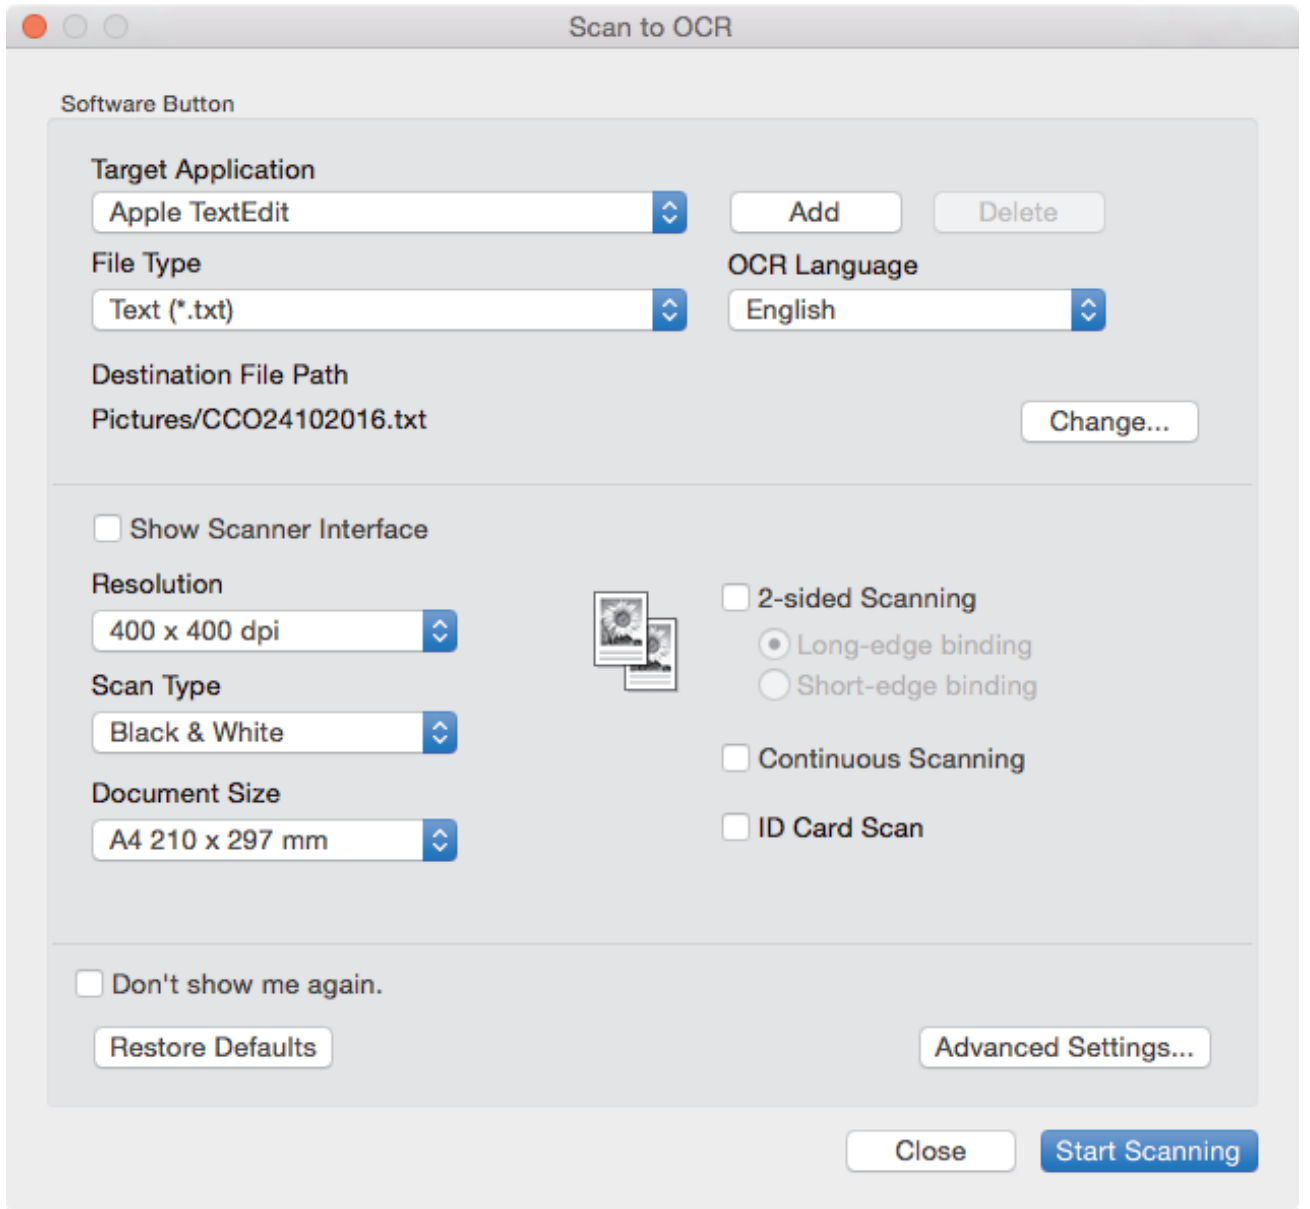 Scan to OCR
Software Button
Target Application
Apple TextEdit
Add
Delete
File Type
OCR Language
Text (*.txt)
English
Destination File Path
Pictures/CCO24102016.txt
Change...
Show Scanner Interface
Resolution
400 x 400 dpi
2-sided Scanning
Long-edge binding
Short-edge binding
Scan Type
Black & White
Continuous Scanning
Document Size
A4 210 x 297 mm
ID Card Scan
Don't show me again.
Restore Defaults
Advanced Settings...
Close
Start Scanning